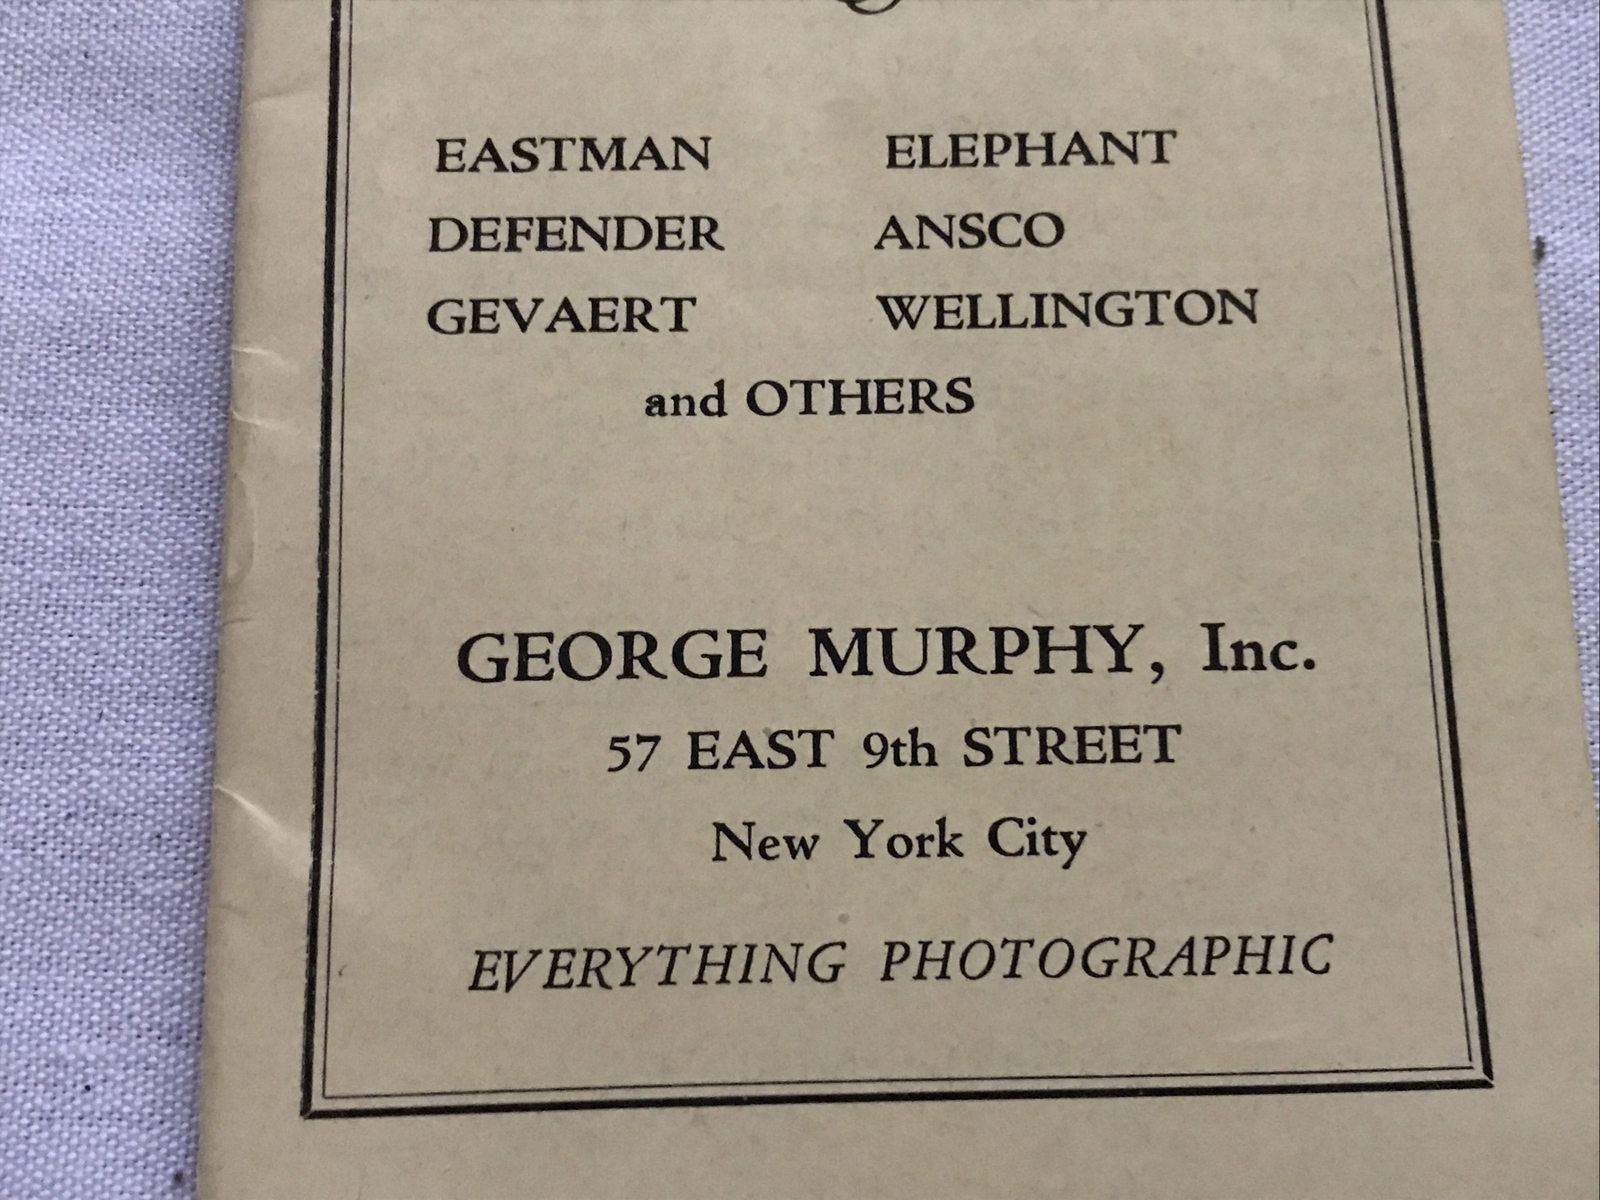 EASTMAN ELEPHANT
DEFENDER ANSCO
GEVAERT WELLINGTON
and OTHERS
GEORGE MURPHY, Inc.
57 EAST 9th STREET
New York City
EVERYTHING PHOTOGRAPHIC